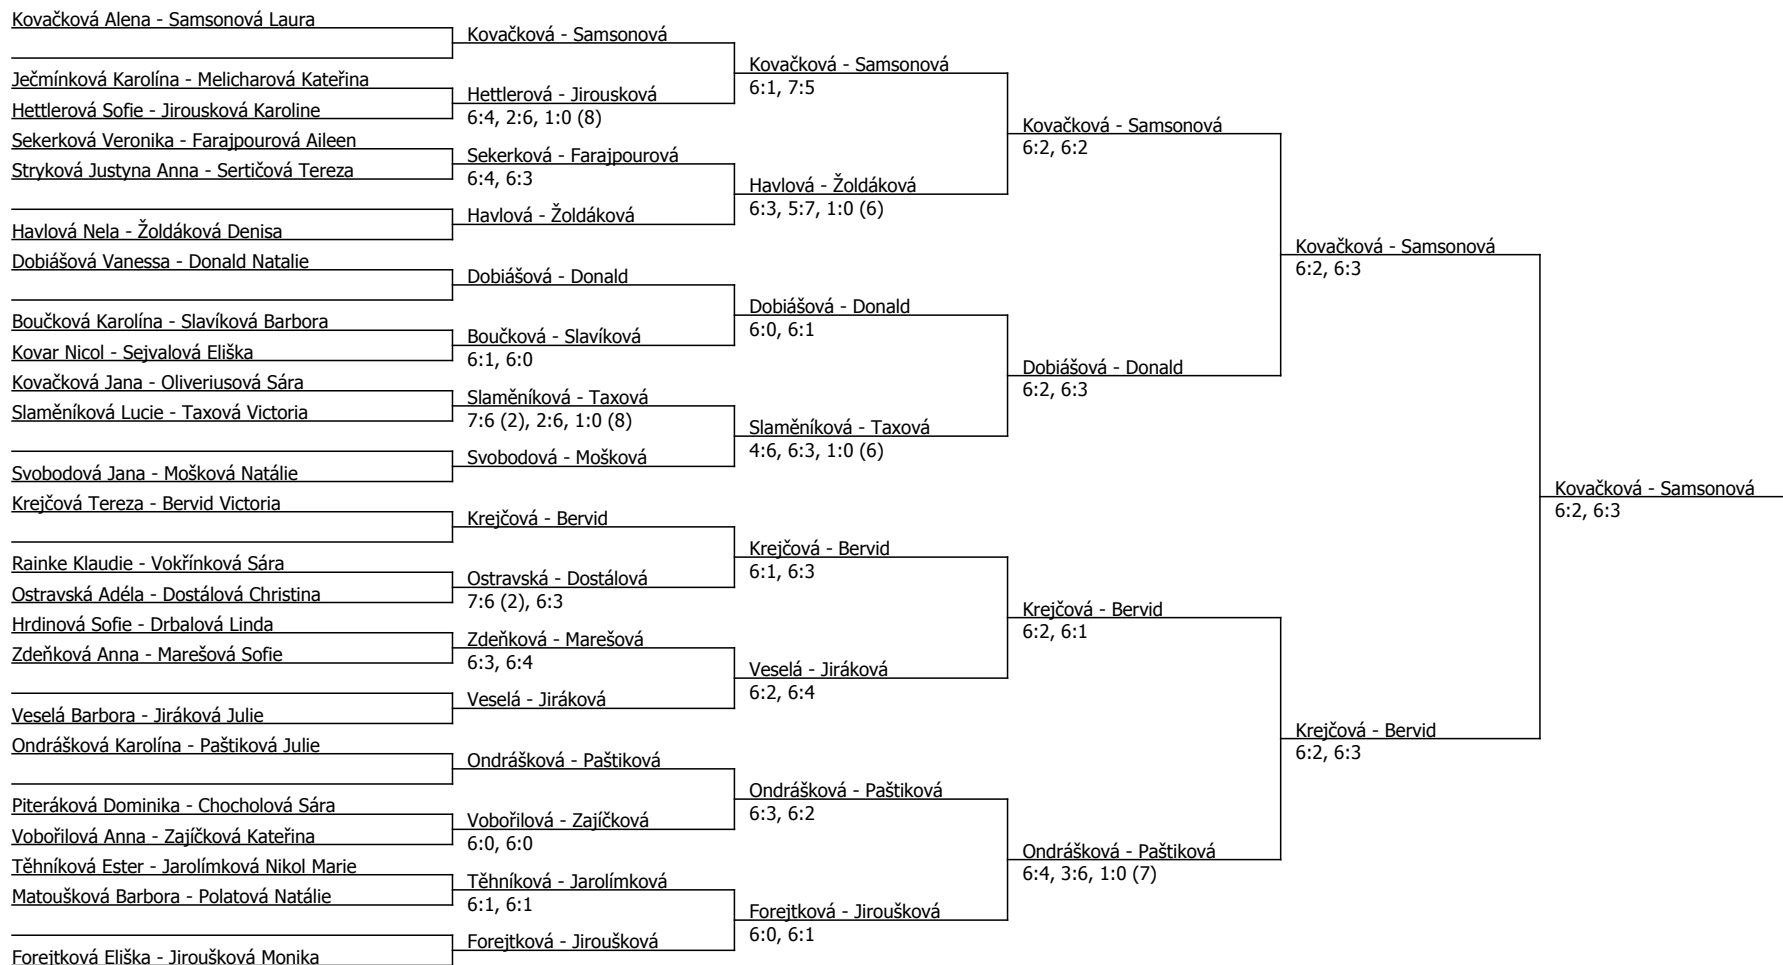 Kovačková Alena - Samsonová Laura
Ječmínková Karolína - Melicharová Kateřina
Hettlerová Sofie - Jirousková Karoline
Sekerková Veronika - Farajpourová Aileen
Stryková Justyna Anna - Sertičová Tereza
Havlová Nela - Žoldáková Denisa
Dobiášová Vanessa - Donald Natalie
Boučková Karolína - Slavíková Barbora
Kovar Nicol - Sejvalová Eliška
Kovačková Jana - Oliveriusová Sára
Slaměníková Lucie - Taxová Victoria
Svobodová Jana - Mošková Natálie
Krejčová Tereza - Bervid Victoria
Rainke Klaudie - Vokřínková Sára
Ostravská Adéla - Dostálová Christina
Hrdinová Sofie - Drbalová Linda
Zdeňková Anna - Marešová Sofie
Veselá Barbora - Jiráková Julie
Ondrášková Karolína - Paštiková Julie
Piteráková Dominika - Chocholová Sára
Vobořilová Anna - Zajíčková Kateřina
Těhníková Ester - Jarolímková Nikol Marie
Matoušková Barbora - Polatová Natálie
Forejtková Eliška - Jiroušková Monika
Kovačková - Samsonová
Hettlerová - Jirousková
6:4, 2:6, 1:0 (8)
Sekerková - Farajpourová
6:4, 6:3
Havlová - Žoldáková
Dobiášová - Donald
Boučková - Slavíková
6:1, 6:0
Slaměníková - Taxová
7:6 (2), 2:6, 1:0 (8)
Svobodová - Mošková
Krejčová - Bervid
Ostravská - Dostálová
7:6 (2), 6:3
Zdeňková - Marešová
6:3, 6:4
Veselá - Jiráková
Ondrášková - Paštiková
Vobořilová - Zajíčková
6:0, 6:0
Těhníková - Jarolímková
6:1, 6:1
Forejtková - Jiroušková
Kovačková - Samsonová
6:1, 7:5
Havlová - Žoldáková
6:3, 5:7, 1:0 (6)
Dobiášová - Donald
6:0, 6:1
Slaměníková - Taxová
4:6, 6:3, 1:0 (6)
Krejčová - Bervid
6:1, 6:3
Veselá - Jiráková
6:2, 6:4
Ondrášková - Paštiková
6:3, 6:2
Forejtková - Jiroušková
6:0, 6:1
Kovačková - Samsonová
6:2, 6:2
Dobiášová - Donald
6:2, 6:3
Krejčová - Bervid
6:2, 6:1
Ondrášková - Paštiková
6:4, 3:6, 1:0 (7)
Kovačková - Samsonová
6:2, 6:3
Krejčová - Bervid
6:2, 6:3
Kovačková - Samsonová
6:2, 6:3